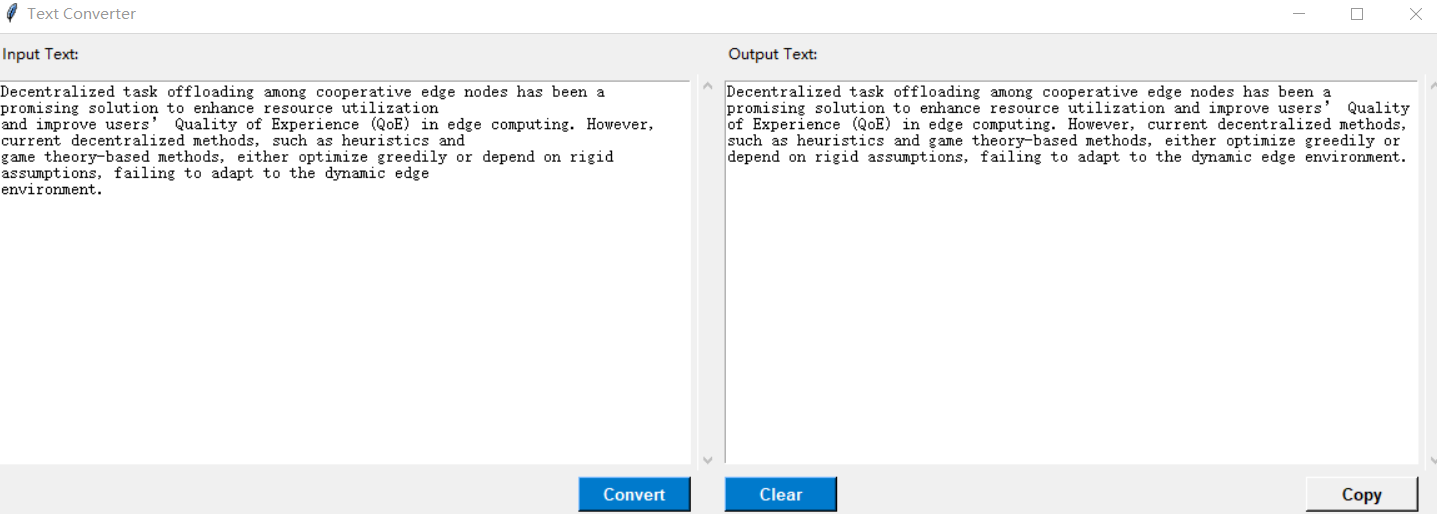 Text Converter
Input Text:
Decentralized task offloading among cooperative edge nodes has been a
promising solution to enhance resource utilization
and improve users’ Quality of Experience (QoE) in edge computing. However,
current decentralized methods, such as heuristics and
game theory-based methods, either optimize greedily or depend on rigid
assumptions, failing to adapt to the dynamic edge
environment.
Output Text:
Decentralized task offloading among cooperative edge nodes has been a
promising solution to enhance resource utilization and improve users’ Quality
of Experience (QoE) in edge computing. However, current decentralized methods,
such as heuristics and game theory-based methods, either optimize greedily or
depend on rigid assumptions, failing to adapt to the dynamic edge environment.
Convert
Clear
Copy